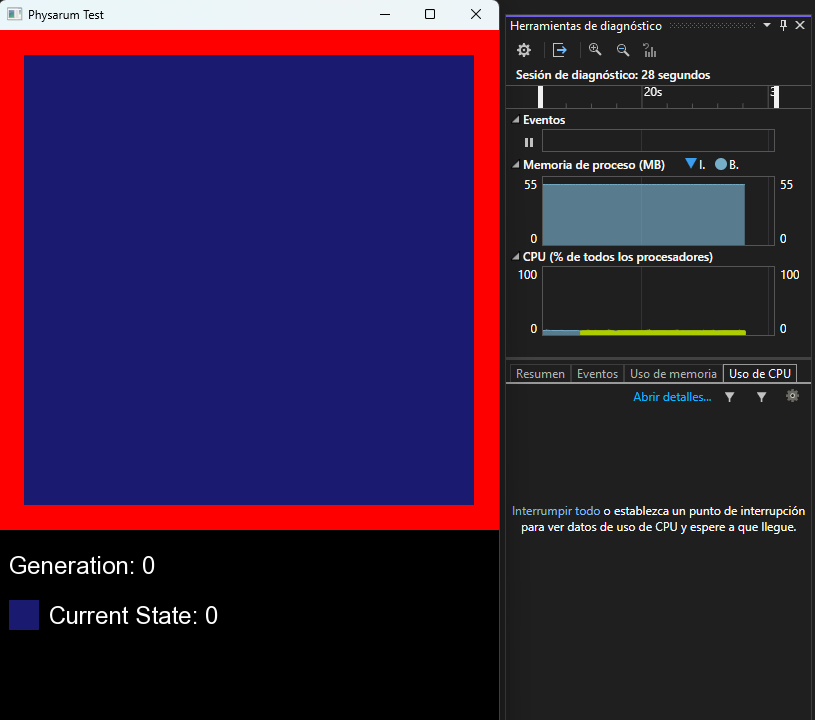 Physarum Test
Generation: 0
Current State: 0
Herramientas de diagnóstico
Sesión de diagnóstico: 28 segundos
20s
Eventos
Memoria de proceso (MB) I. B.
55 55
0 0
CPU (% de todos los procesadores)
100 100
0 0
Resumen Eventos Uso de memoria Uso de CPU
Abrir detalles...
Interrumpir todo o establezca un punto de interrupción
para ver datos de uso de CPU y espere a que llegue.